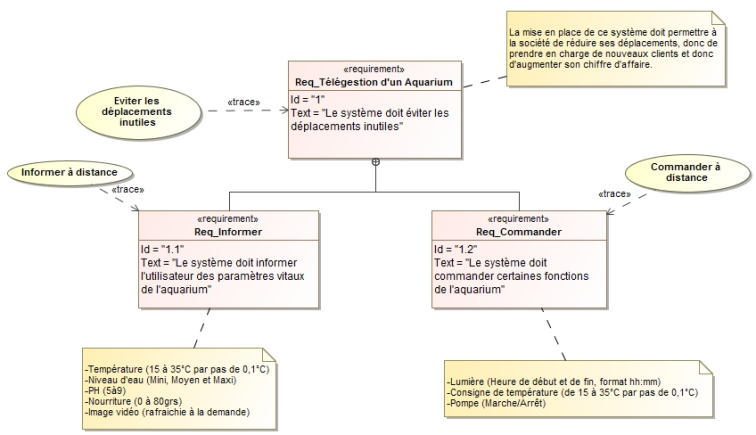 La mise en place de ce système doit permettre à
la société de réduire ses déplacements, donc de
prendre en charge de nouveaux clients et donc
d'augmenter son chiffre d'affaire.
«requirement»
Req_Télégestion d'un Aquarium
Id = "1"
Text = "Le système doit éviter les
déplacements inutiles"
Eviter les
déplacements
inutiles
«trace»
Informer à distance
«trace»
Commander à
distance
«trace»
«requirement»
Req_Informer
Id = "1.1"
Text = "Le système doit informer
l'utilisateur des paramètres vitaux
de l'aquarium"
«requirement»
Req_Commander
Id = "1.2"
Text = "Le système doit
commander certaines fonctions
de l'aquarium"
-Température (15 à 35°C par pas de 0,1°C)
-Niveau d'eau (Mini, Moyen et Maxi)
-PH (5à9)
-Nourriture (0 à 80grs)
-Image vidéo (rafraichie à la demande)
-Lumière (Heure de début et de fin, format hh:mm)
-Consigne de température (de 15 à 35°C par pas de 0,1°C)
-Pompe (Marche/Arrêt)